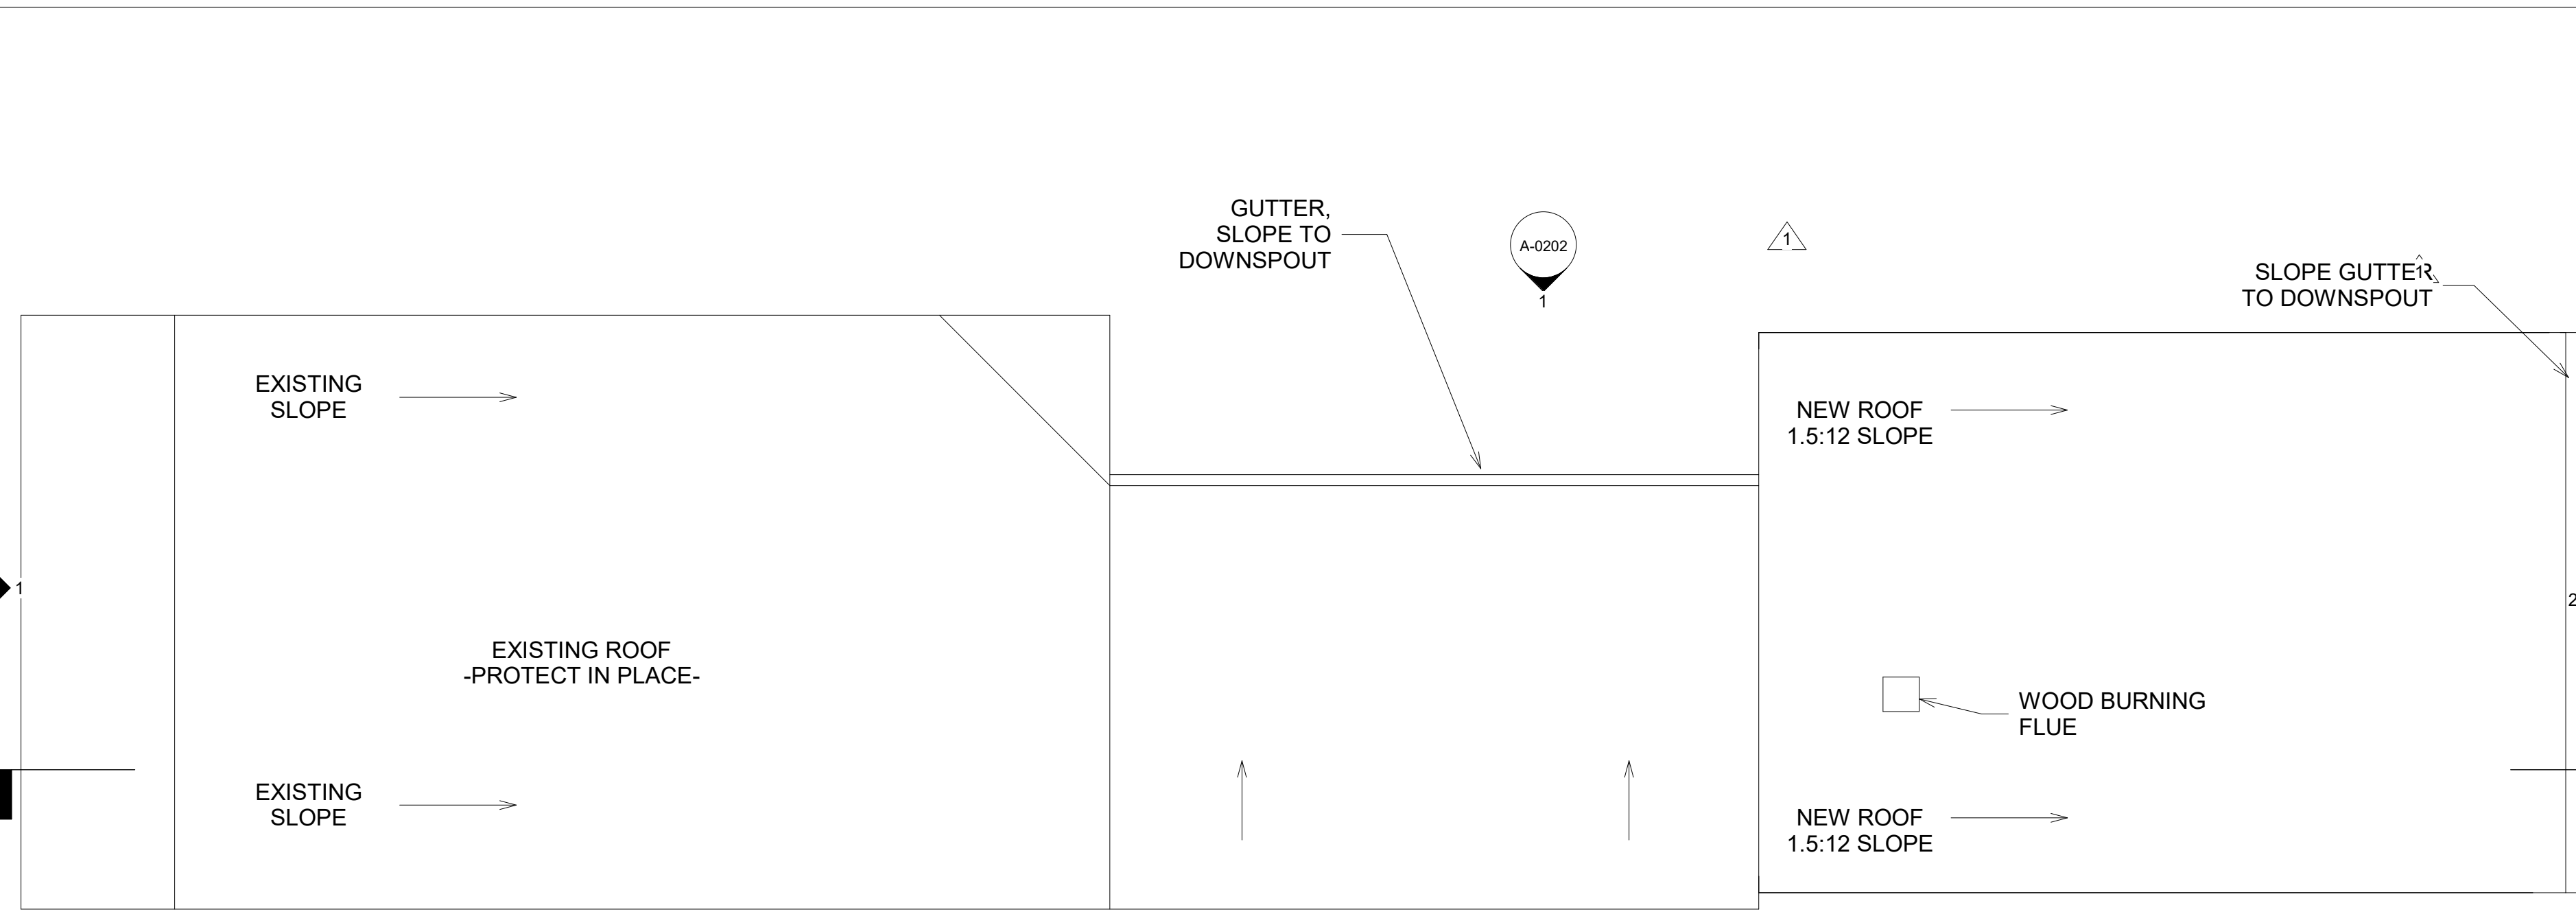 GUTTER,
SLOPE TO
DOWNSPOUT
A-0202
1
1
SLOPE GUTTER
TO DOWNSPOUT
1
EXISTING
SLOPE
NEW ROOF
1.5:12 SLOPE
1
2
EXISTING ROOF
-PROTECT IN PLACE-
WOOD BURNING
FLUE
EXISTING
SLOPE
NEW ROOF
1.5:12 SLOPE